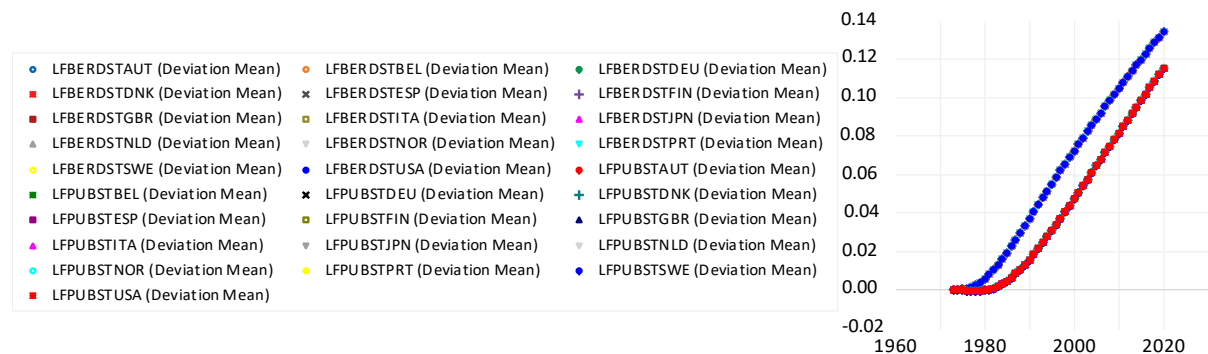 LFBERDSTAUT (Deviation Mean) LFBERDSTBEL (Deviation Mean) LFBERDSTDEU (Deviation Mean)
LFBERDSTDNK (Deviation Mean) LFBERDSTESP (Deviation Mean) LFBERDSTFIN (Deviation Mean)
LFBERDSTGBR (Deviation Mean) LFBERDSTITA (Deviation Mean) LFBERDSTJPN (Deviation Mean)
LFBERDSTNLD (Deviation Mean) LFBERDSTNOR (Deviation Mean) LFBERDSTPRT (Deviation Mean)
LFBERDSTSWE (Deviation Mean) LFBERDSTUSA (Deviation Mean) LFPUBSTAUT (Deviation Mean)
LFPUBSTBEL (Deviation Mean) LFPUBSTDEU (Deviation Mean) LFPUBSTDNK (Deviation Mean)
LFPUBSTESP (Deviation Mean) LFPUBSTFIN (Deviation Mean) LFPUBSTGBR (Deviation Mean)
LFPUBSTITA (Deviation Mean) LFPUBSTJPN (Deviation Mean) LFPUBSTNLD (Deviation Mean)
LFPUBSTNOR (Deviation Mean) LFPUBSTPRT (Deviation Mean) LFPUBSTSWE (Deviation Mean)
LFPUBSTUSA (Deviation Mean)
0.14
0.12
0.10
0.08
0.06
0.04
0.02
0.00
-0.02
1960 1980 2000 2020